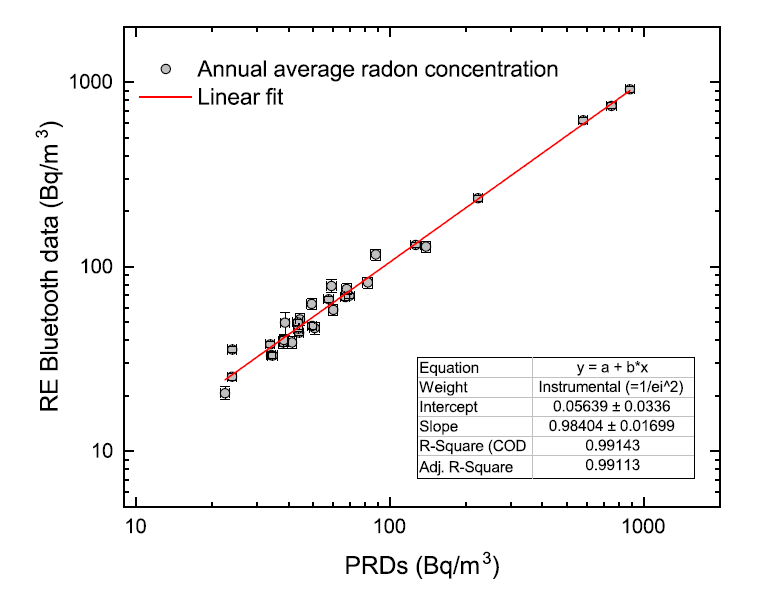 Annual average radon concentration
Linear fit
RE Bluetooth data (Bq/m³)
1000
100
10
Equation y = a + b*x
Weight Instrumental (=1/ei^2)
Intercept 0.05639 ± 0.0336
Slope 0.98404 ± 0.01699
R-Square (COD 0.99143
Adj. R-Square 0.99113
10 100 1000
PRDs (Bq/m³)